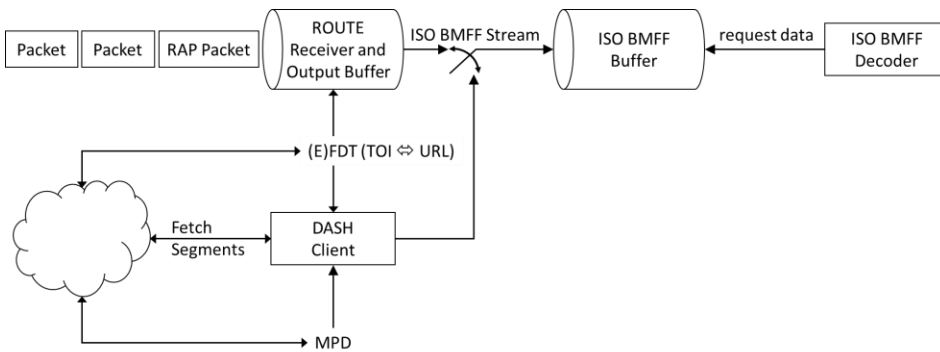 Packet
Packet
RAP Packet
ROUTE
Receiver and
Output Buffer
ISO BMFF Stream
ISO BMFF
Buffer
request data
ISO BMFF
Decoder
(E)FDT (TOI ⇔ URL)
Fetch
Segments
DASH
Client
MPD